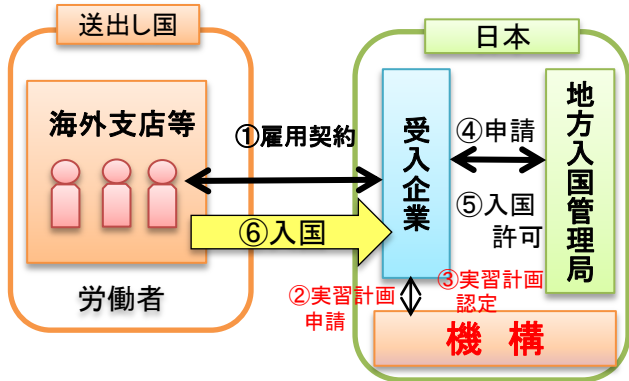 送出し国
日本
海外支店等
①雇用契約
受入企業
④申請
地方入国管理局
⑤入国
許可
⑥入国
労働者
②実習計画
申請
③実習計画
認定
機 構